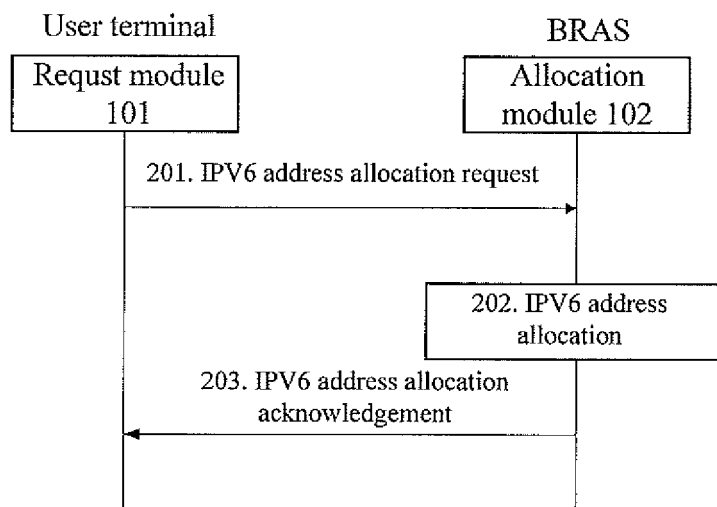 User terminal
BRAS
Requst module
101
Allocation
module 102
201. IPV6 address allocation request
202. IPV6 address
allocation
203. IPV6 address allocation
acknowledgement